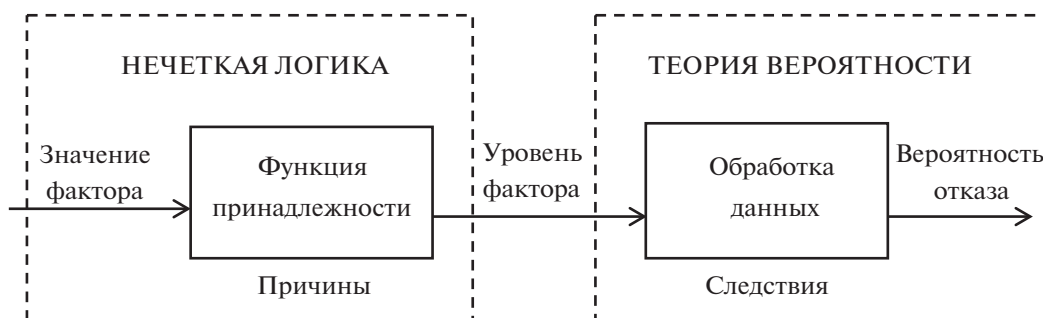 НЕЧЕТКАЯ ЛОГИКА
ТЕОРИЯ ВЕРОЯТНОСТИ
Значение
фактора
Функция
принадлежности
Уровень
фактора
Обработка
данных
Вероятность
отказа
Причины
Следствия